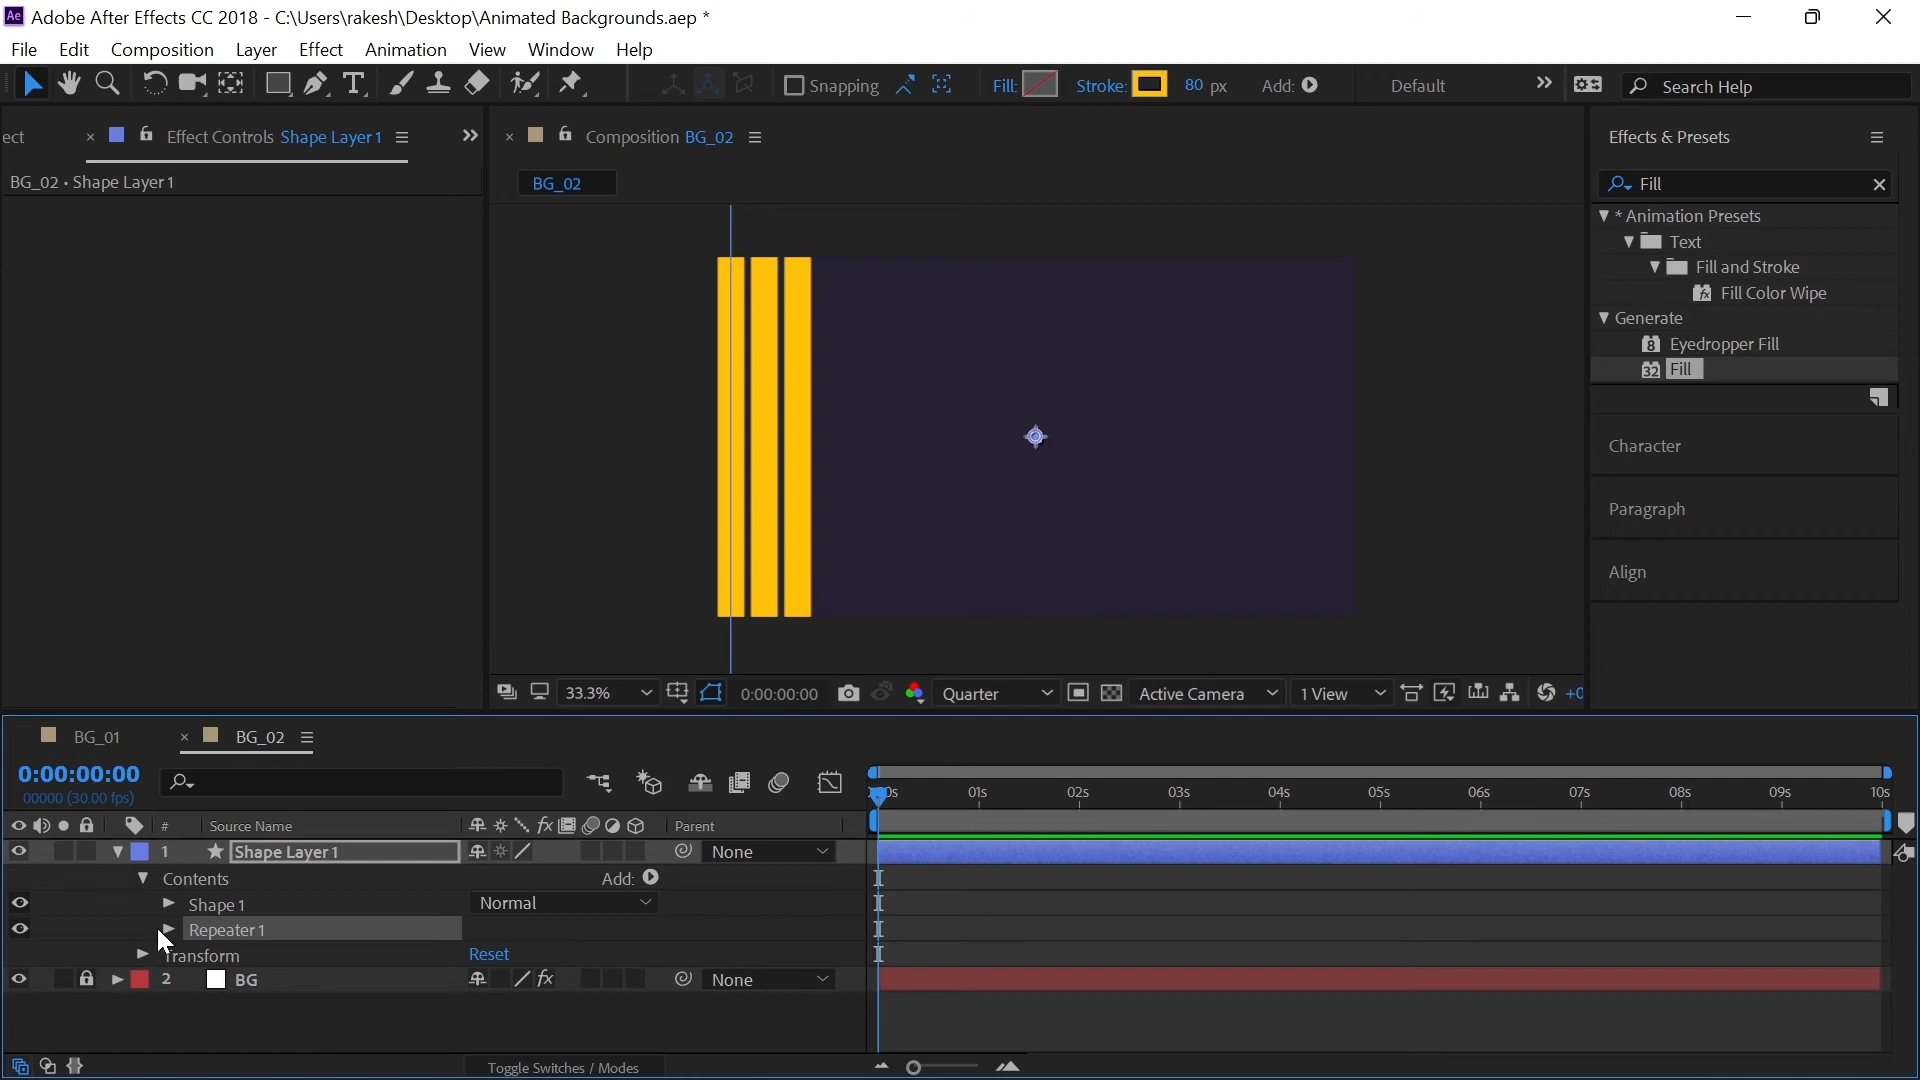 Adobe After Effects CC 2018 - C:\Users\rakesh\Desktop\Animated Backgrounds.aep *
File Edit Composition Layer Effect Animation View Window Help
Snapping Fill: Stroke: 80 px Add: Default Search Help
ect Effect Controls Shape Layer 1 Composition BG_02 Effects & Presets
BG_02 • Shape Layer 1
BG_02
Fill
* Animation Presets
Text
Fill and Stroke
Fill Color Wipe
Generate
Eyedropper Fill
Fill
Character
Paragraph
Align
33.3% 0:00:00:00 Quarter Active Camera 1 View +0
BG_01 BG_02
0:00:00:00
00000 (30.00 fps)
01s 02s 03s 04s 05s 06s 07s 08s 09s 10s
# Source Name Parent
1 Shape Layer 1 None
Contents Add:
Shape 1 Normal
Repeater 1
Transform Reset
2 BG None
Toggle Switches / Modes